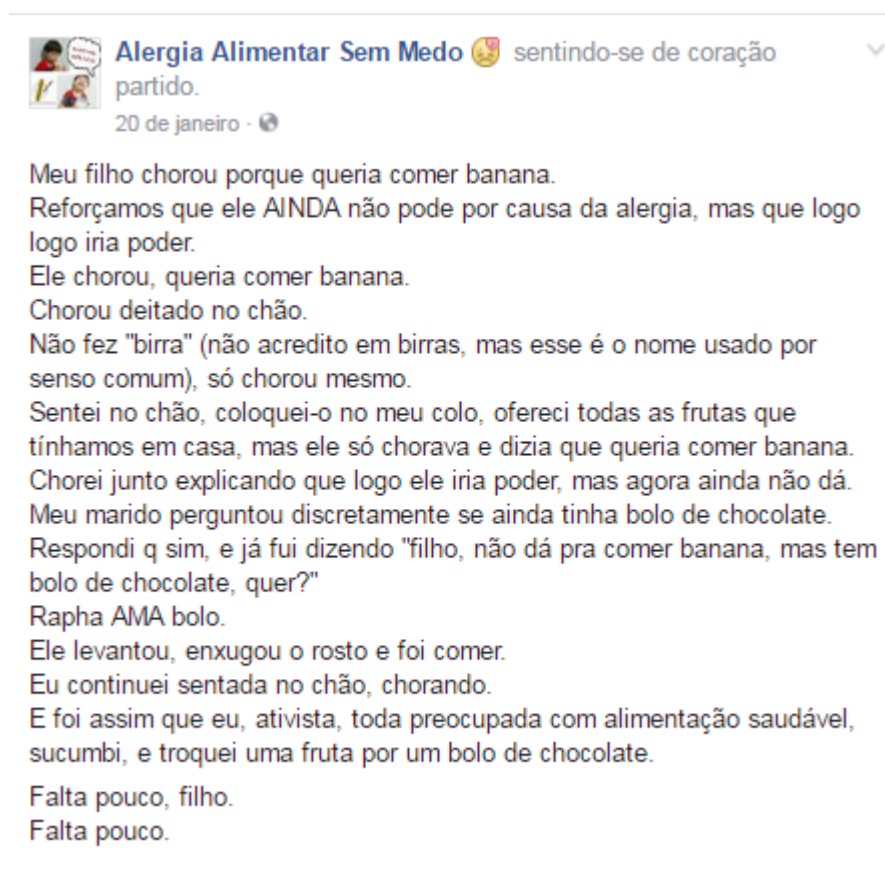 Alergia Alimentar Sem Medo sentindo-se de coração
partido.
20 de janeiro ·
Meu filho chorou porque queria comer banana.
Reforçamos que ele AINDA não pode por causa da alergia, mas que logo
logo iria poder.
Ele chorou, queria comer banana.
Chorou deitado no chão.
Não fez "birra" (não acredito em birras, mas esse é o nome usado por
senso comum), só chorou mesmo.
Sentei no chão, coloquei-o no meu colo, ofereci todas as frutas que
tínhamos em casa, mas ele só chorava e dizia que queria comer banana.
Chorei junto explicando que logo ele iria poder, mas agora ainda não dá.
Meu marido perguntou discretamente se ainda tinha bolo de chocolate.
Respondi q sim, e já fui dizendo "filho, não dá pra comer banana, mas tem
bolo de chocolate, quer?"
Rapha AMA bolo.
Ele levantou, enxugou o rosto e foi comer.
Eu continuei sentada no chão, chorando.
E foi assim que eu, ativista, toda preocupada com alimentação saudável,
sucumbi, e troquei uma fruta por um bolo de chocolate.
Falta pouco, filho.
Falta pouco.